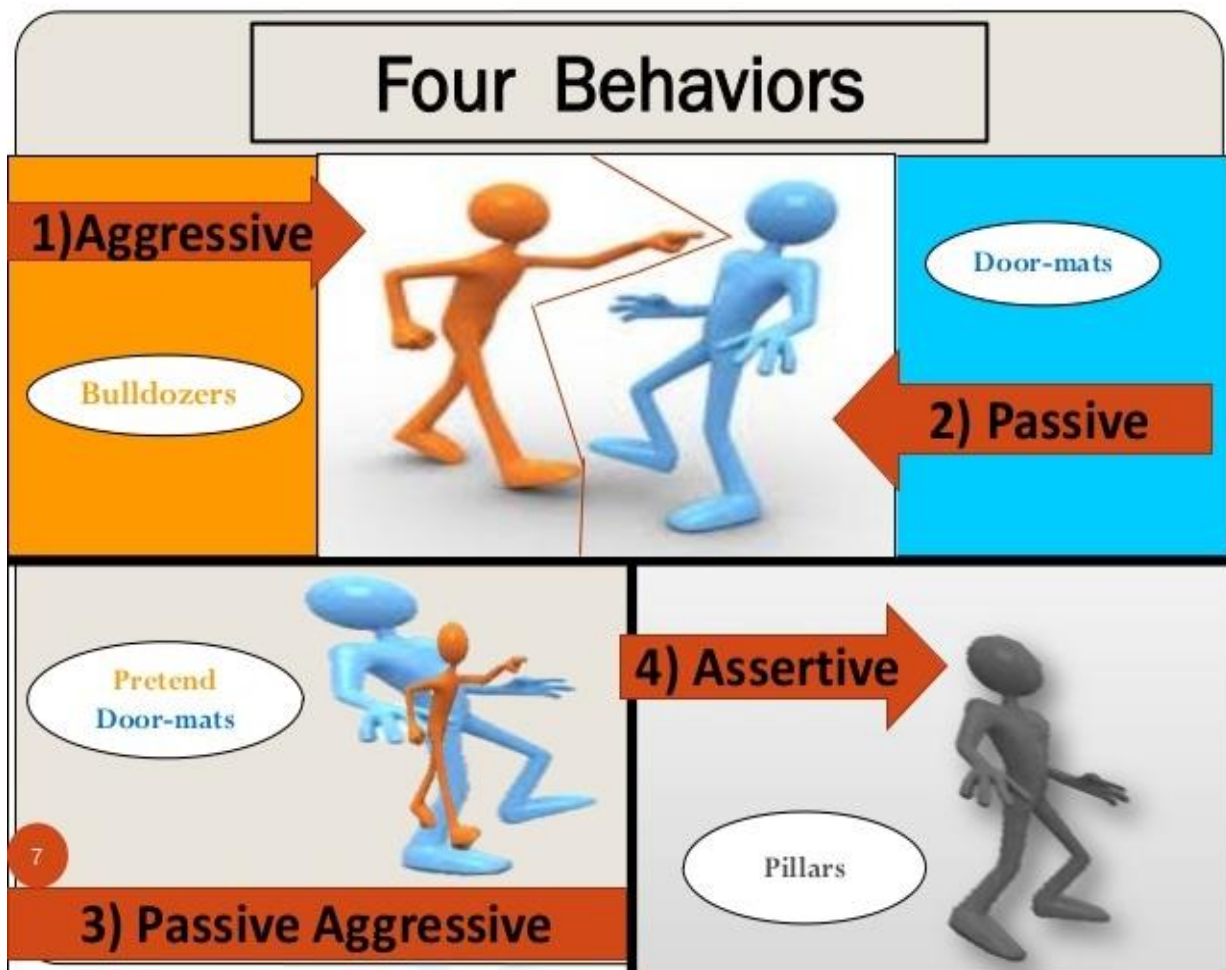 Four Behaviors
1)Aggressive
Bulldozers
Door-mats
2) Passive
Pretend
Door-mats
7
3) Passive Aggressive
4) Assertive
Pillars